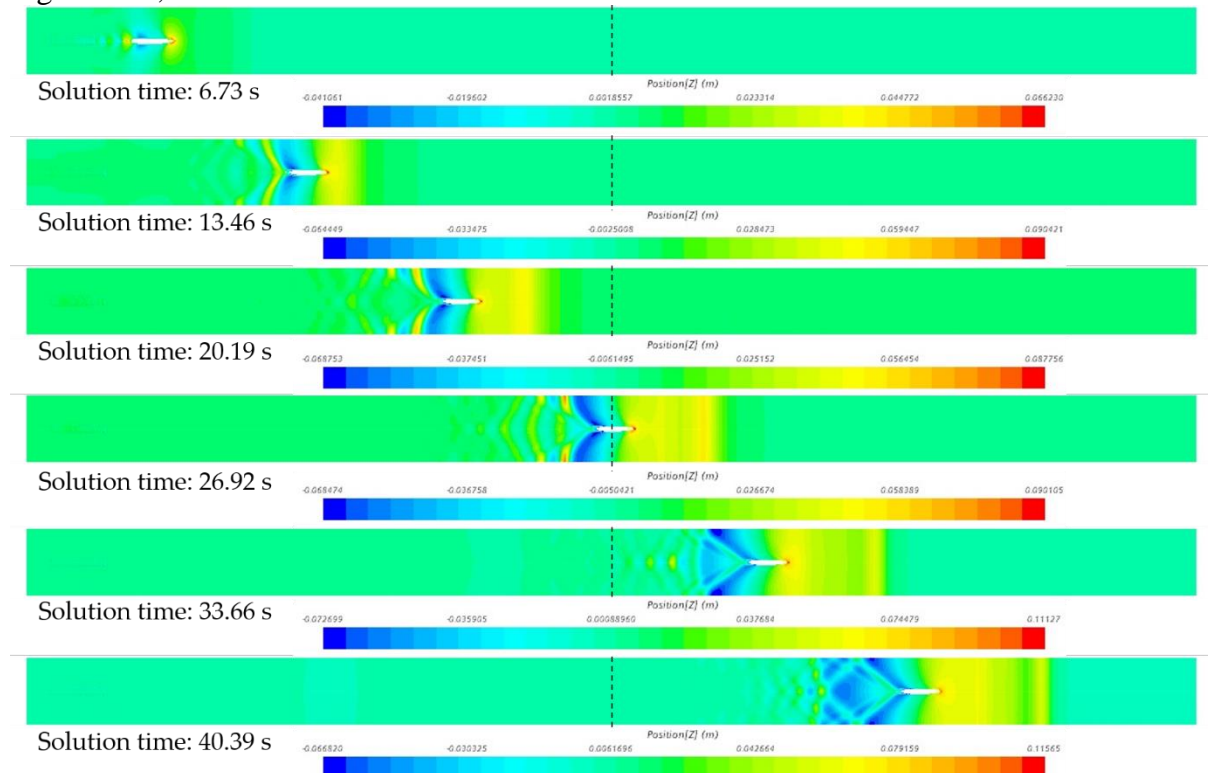 Position[Z] (m)
Solution time: 6.73 s
-0.041061 -0.019602 0.0018557 0.023314 0.044772 0.066230
Position[Z] (m)
Solution time: 13.46 s
-0.064449 -0.033475 -0.0025008 0.028473 0.059447 0.090421
Position[Z] (m)
Solution time: 20.19 s
-0.068753 -0.037451 -0.0061495 0.025152 0.056454 0.087756
Position[Z] (m)
Solution time: 26.92 s
-0.068474 -0.036758 -0.0050421 0.026674 0.058389 0.090105
Position[Z] (m)
Solution time: 33.66 s
-0.072699 -0.035905 0.00088960 0.037684 0.074479 0.11127
Position[Z] (m)
Solution time: 40.39 s
-0.066820 -0.030325 0.0061696 0.042664 0.079159 0.11565